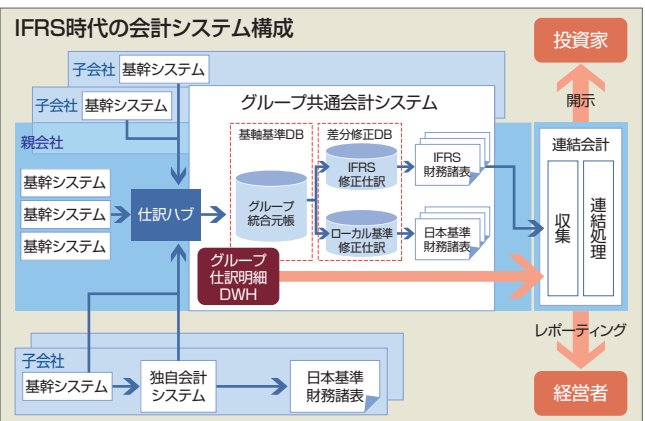 IFRS時代の会計システム構成
投資家
子会社
基幹システム
開示
子会社
基幹システム
グループ共通会計システム
親会社
基軸基準DB
差分修正DB
連結会計
基幹システム
基幹システム
基幹システム
仕訳ハブ
グループ
統合元帳
IFRS
修正仕訳
IFRS
財務諸表
ローカル基準
修正仕訳
日本基準
財務諸表
収集
連結処理
グループ
仕訳明細
DWH
レポーティング
子会社
基幹システム
独自会計
システム
日本基準
財務諸表
経営者